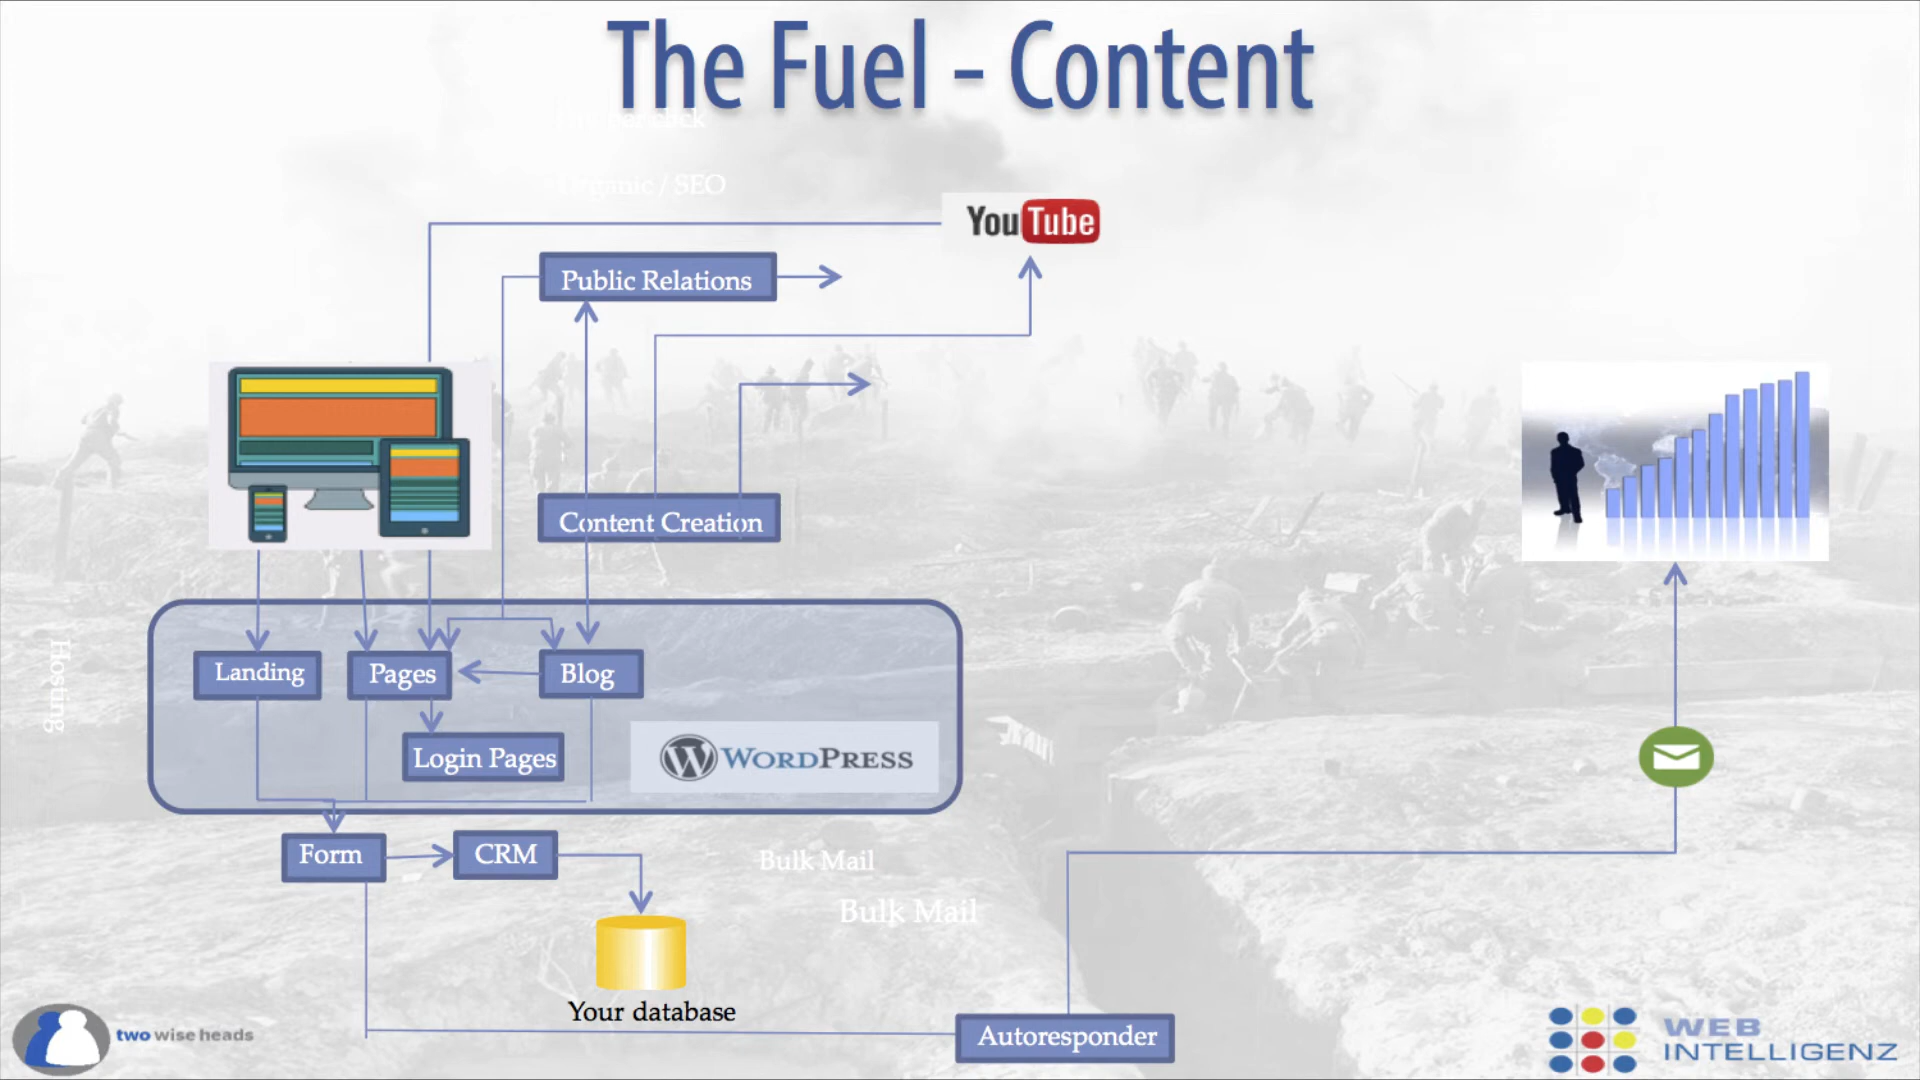 The Fuel - Content
Organic / SEO
YouTube
Public Relations
Content Creation
Hosting
Landing
Pages
Blog
Login Pages
WORDPRESS
Form
CRM
Bulk Mail
Bulk Mail
Your database
Autoresponder
two wise heads
WEB
INTELLIGENZ